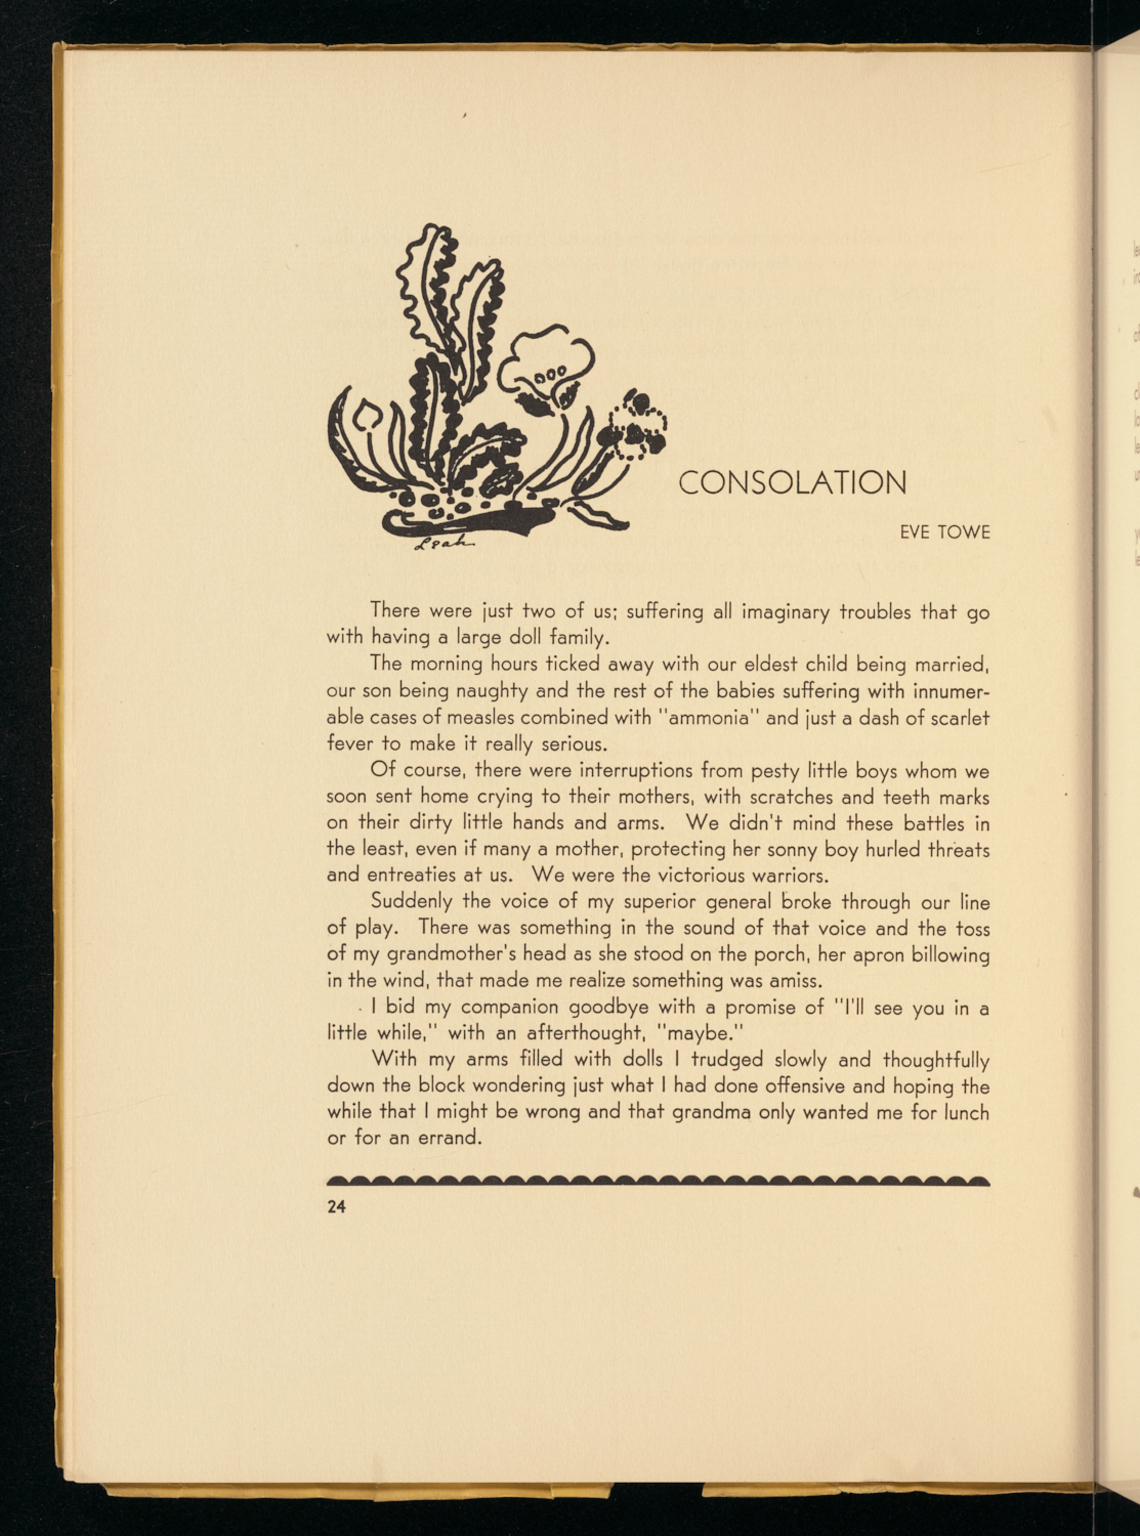 Leah
CONSOLATION
EVE TOWE
There were just two of us; suffering all imaginary troubles that go
with having a large doll family.
The morning hours ticked away with our eldest child being married,
our son being naughty and the rest of the babies suffering with innumer-
able cases of measles combined with "ammonia" and just a dash of scarlet
fever to make it really serious.
Of course, there were interruptions from pesty little boys whom we
soon sent home crying to their mothers, with scratches and teeth marks
on their dirty little hands and arms. We didn't mind these battles in
the least, even if many a mother, protecting her sonny boy hurled threats
and entreaties at us. We were the victorious warriors.
Suddenly the voice of my superior general broke through our line
of play. There was something in the sound of that voice and the toss
of my grandmother's head as she stood on the porch, her apron billowing
in the wind, that made me realize something was amiss.
I bid my companion goodbye with a promise of "I'll see you in a
little while," with an afterthought, "maybe."
With my arms filled with dolls I trudged slowly and thoughtfully
down the block wondering just what I had done offensive and hoping the
while that I might be wrong and that grandma only wanted me for lunch
or for an errand.
24